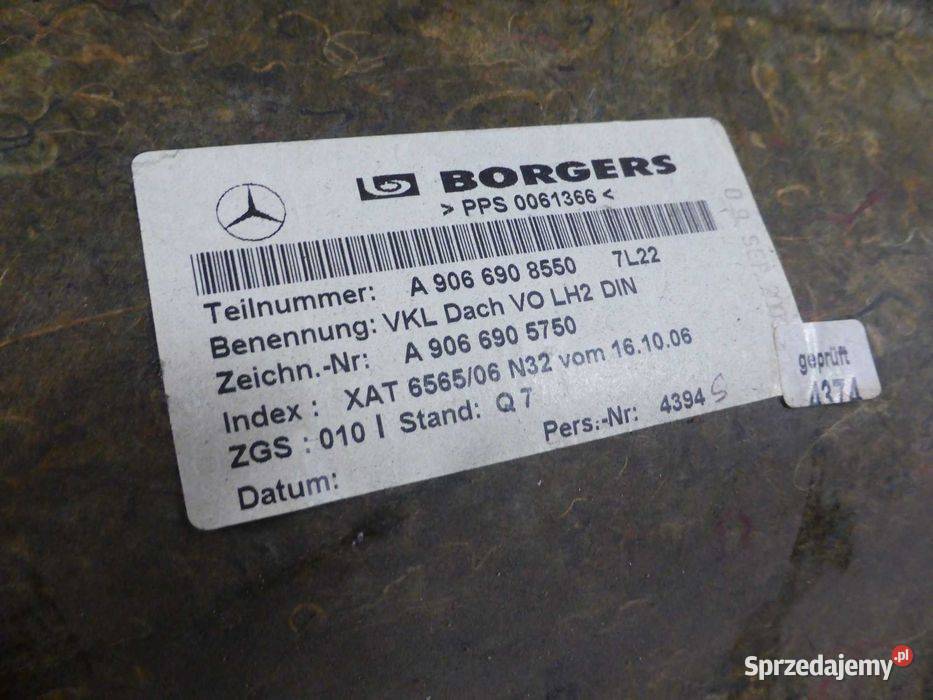 BORGERS
> PPS 0061366 <
Teilnummer: A 906 690 8550 7L22
Benennung: VKL Dach VO LH2 DIN
Zeichn.-Nr: A 906 690 5750
Index : XAT 6565/06 N32 vom 16.10.06
ZGS : 010 I Stand: Q 7
Datum: Pers.-Nr: 4394 S
geprüft
4374
Sprzedajemy.pl